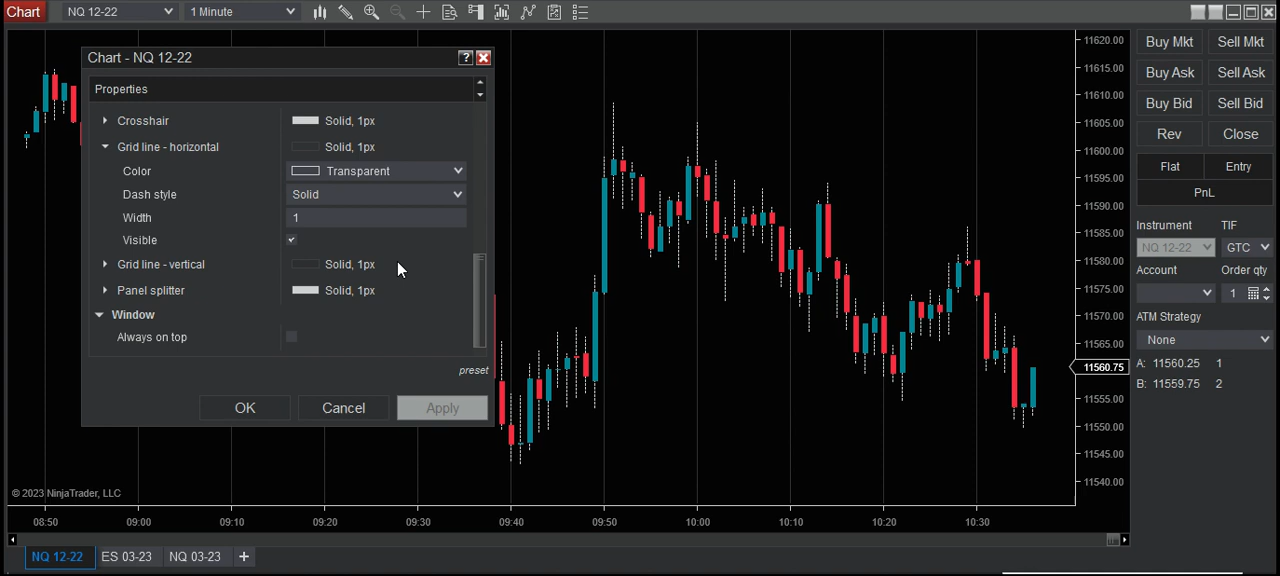 Chart NQ 12-22 1 Minute
Chart - NQ 12-22 ?
Properties
Crosshair Solid, 1px
Grid line - horizontal Solid, 1px
Color Transparent
Dash style Solid
Width 1
Visible
Grid line - vertical Solid, 1px
Panel splitter Solid, 1px
Window
Always on top
preset
OK Cancel Apply
© 2023 NinjaTrader, LLC
11620.00
11615.00
11610.00
11605.00
11600.00
11595.00
11590.00
11585.00
11580.00
11575.00
11570.00
11565.00
11560.75
11555.00
11550.00
11545.00
11540.00
08:50 09:00 09:10 09:20 09:30 09:40 09:50 10:00 10:10 10:20 10:30
NQ 12-22 ES 03-23 NQ 03-23 +
Buy Mkt Sell Mkt
Buy Ask Sell Ask
Buy Bid Sell Bid
Rev Close
Flat Entry
PnL
Instrument TIF
NQ 12-22 GTC
Account Order qty
1
ATM Strategy
None
A: 11560.25 1
B: 11559.75 2